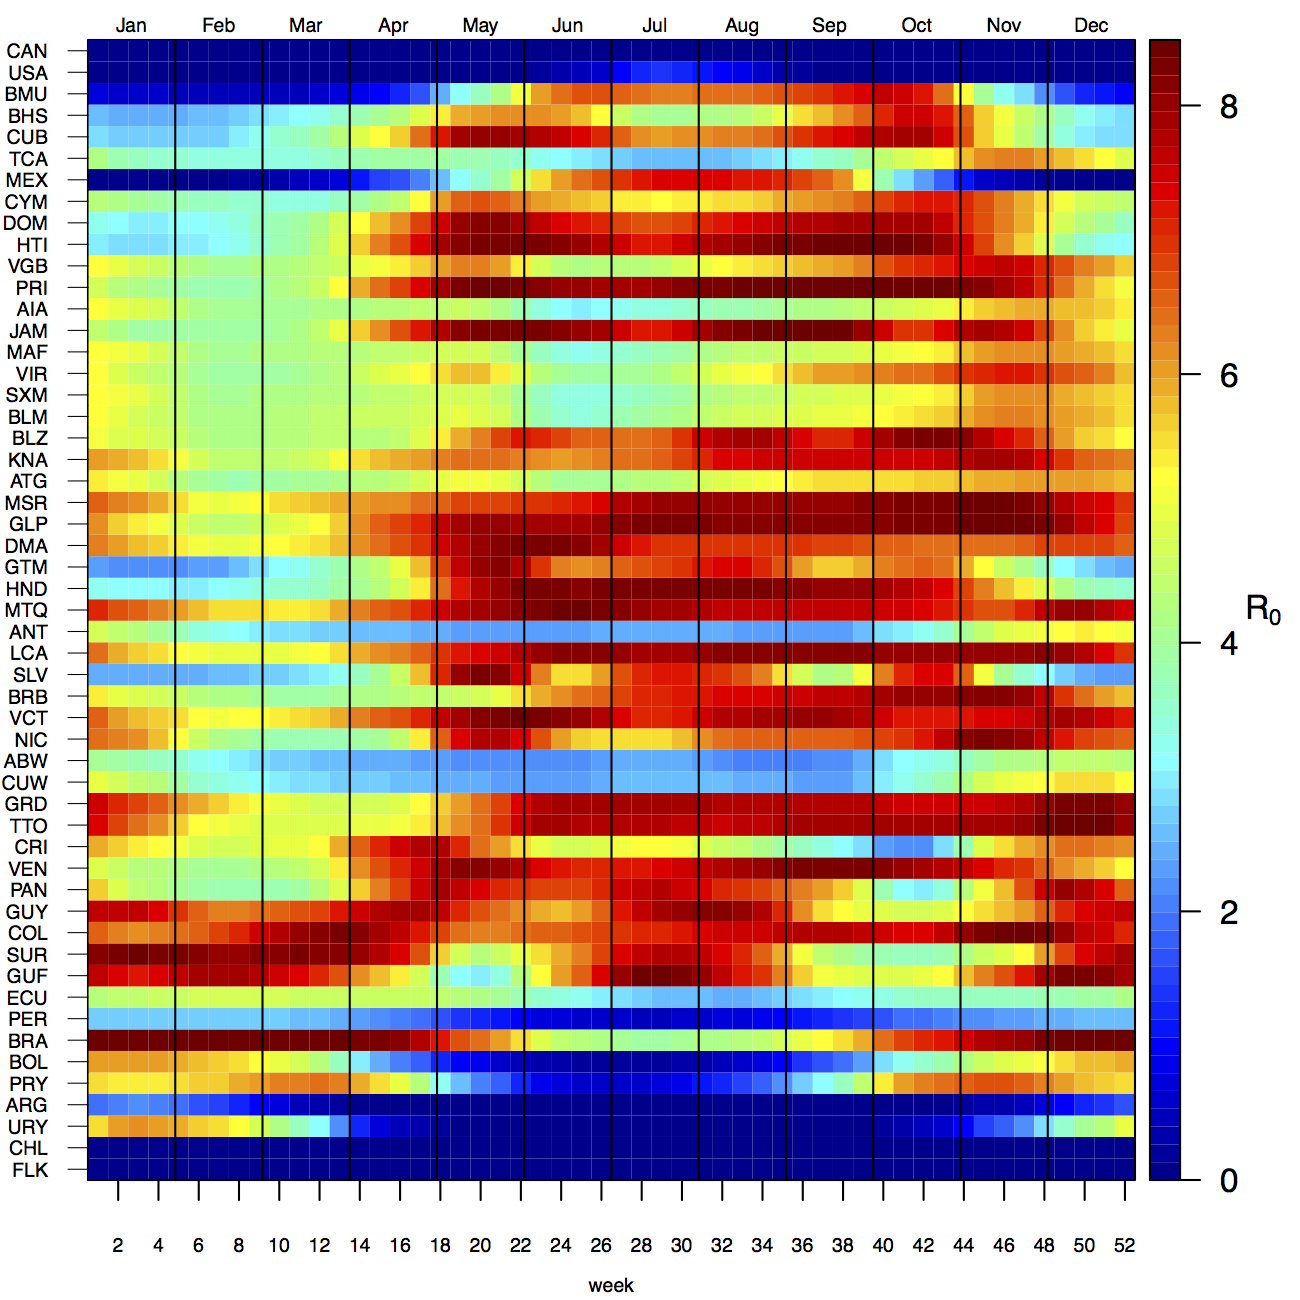 Jan Feb Mar Apr May Jun Jul Aug Sep Oct Nov Dec
CAN
USA
BMU
BHS
CUB
TCA
MEX
CYM
DOM
HTI
VGB
PRI
AIA
JAM
MAF
VIR
SXM
BLM
BLZ
KNA
ATG
MSR
GLP
DMA
GTM
HND
MTQ
ANT
LCA
SLV
BRB
VCT
NIC
ABW
CUW
GRD
TTO
CRI
VEN
PAN
GUY
COL
SUR
GUF
ECU
PER
BRA
BOL
PRY
ARG
URY
CHL
FLK
2 4 6 8 10 12 14 16 18 20 22 24 26 28 30 32 34 36 38 40 42 44 46 48 50 52
week
8
6
4
2
0
R₀